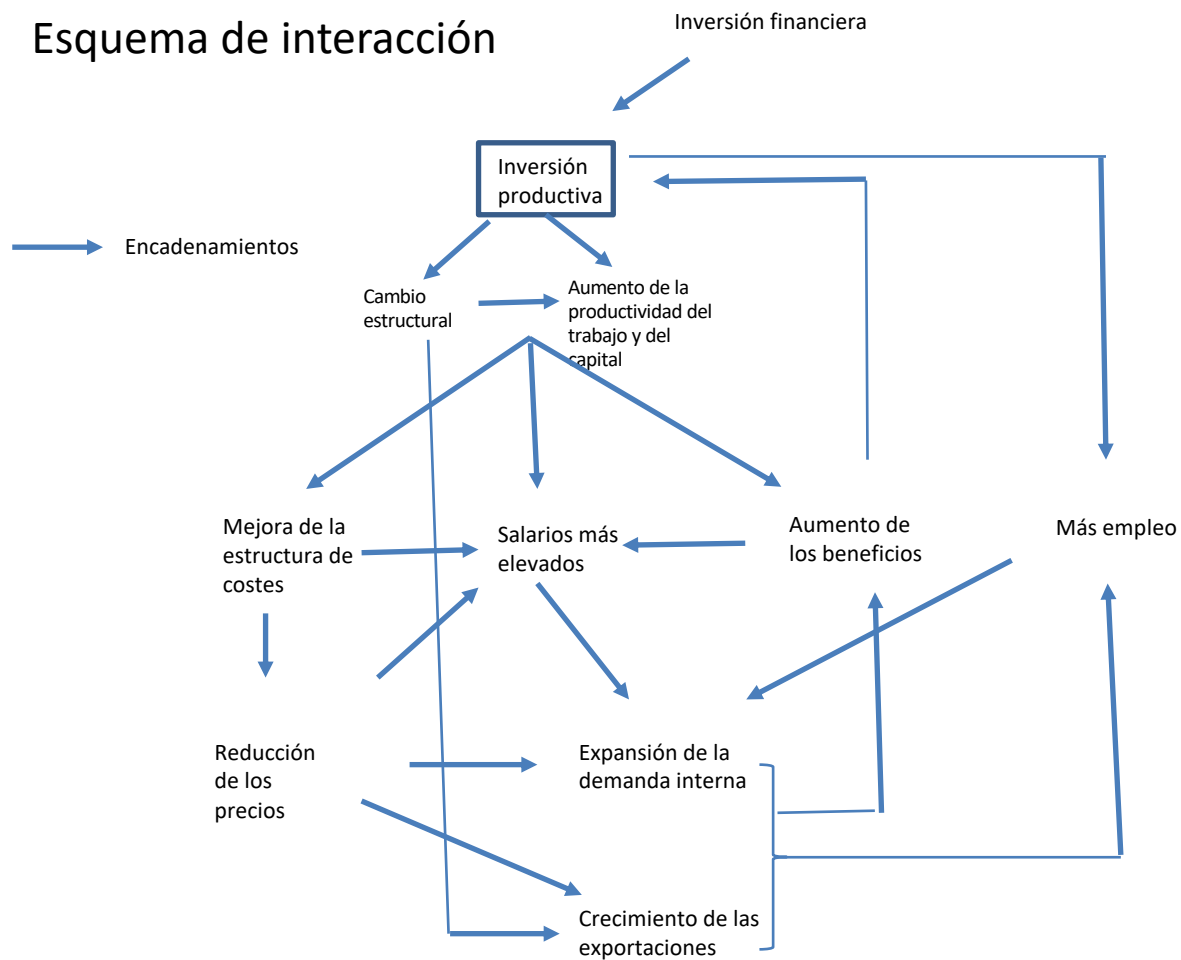 Esquema de interacción
Inversión financiera
Inversión
productiva
Encadenamientos
Cambio
estructural
Aumento de la
productividad del
trabajo y del
capital
Mejora de la
estructura de
costes
Salarios más
elevados
Aumento de
los beneficios
Más empleo
Reducción
de los
precios
Expansión de la
demanda interna
Crecimiento de las
exportaciones